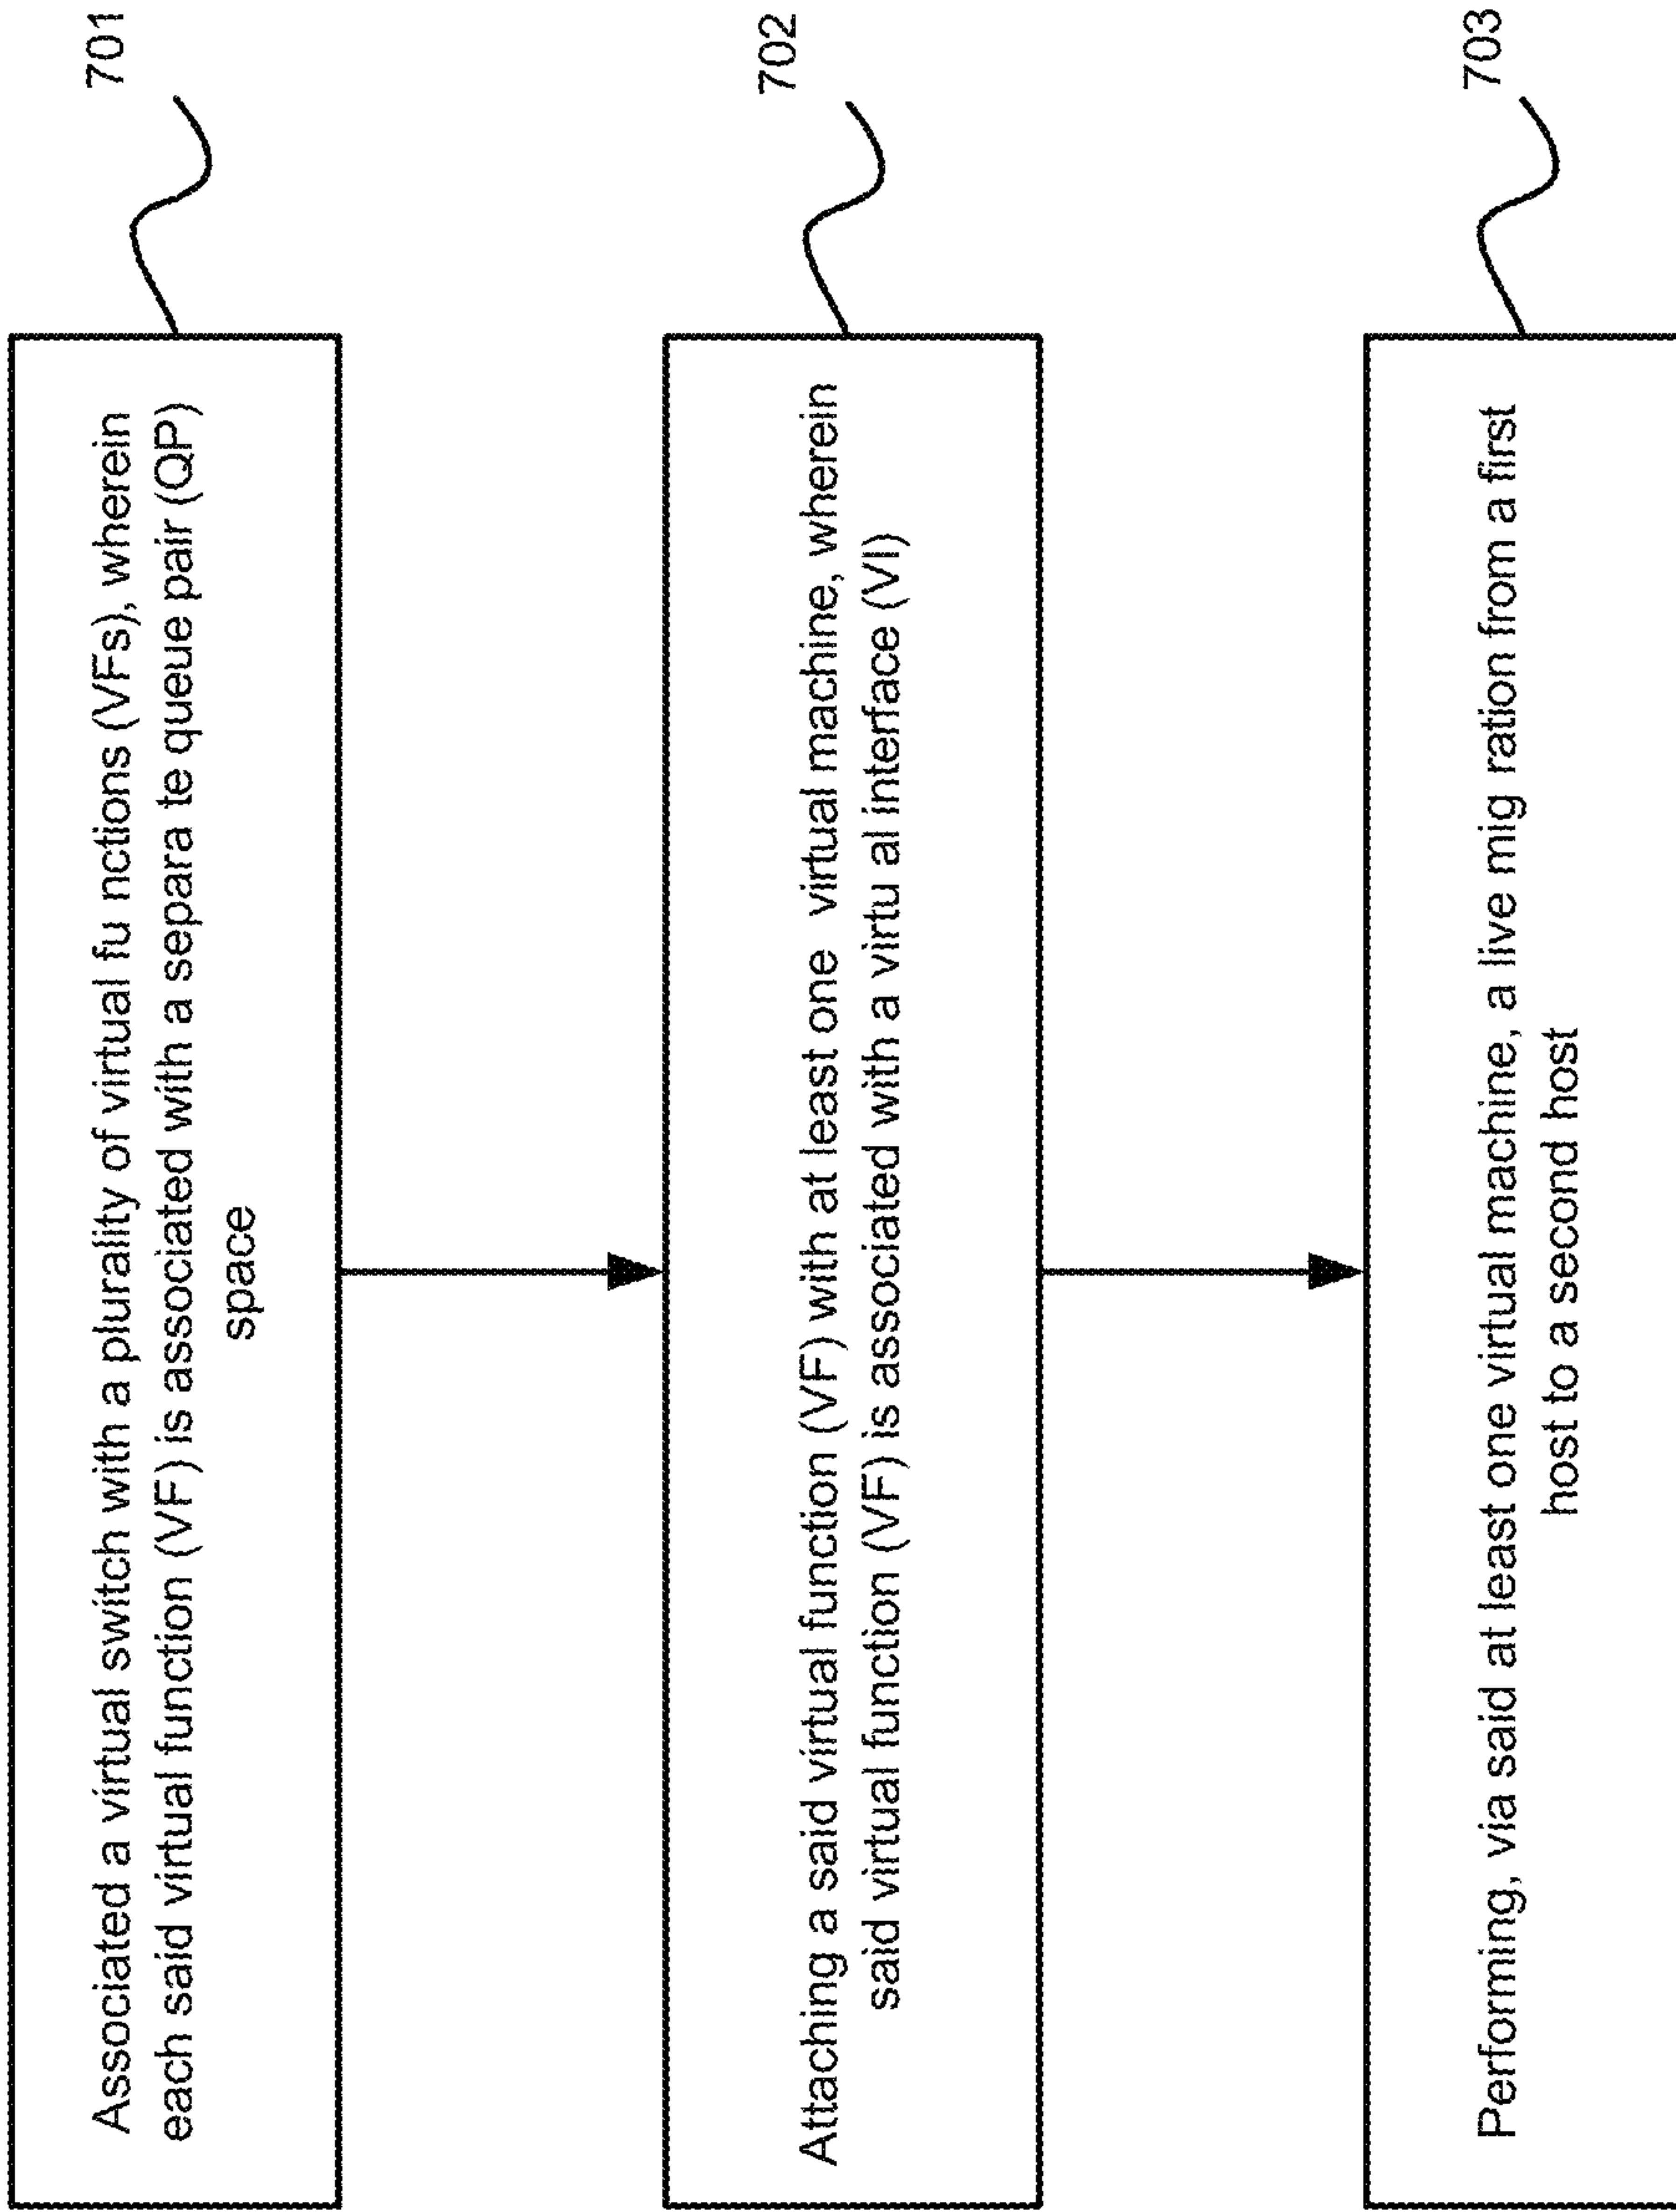 Associated a virtual switch with a plurality of virtual fu nctions (VFs), wherein
each said virtual function (VF) is associated with a separa te queue pair (QP)
space
701
Attaching a said virtual function (VF) with at least one virtual machine, wherein
said virtual function (VF) is associated with a virtu al interface (VI)
702
Performing, via said at least one virtual machine, a live mig ration from a first
host to a second host
703